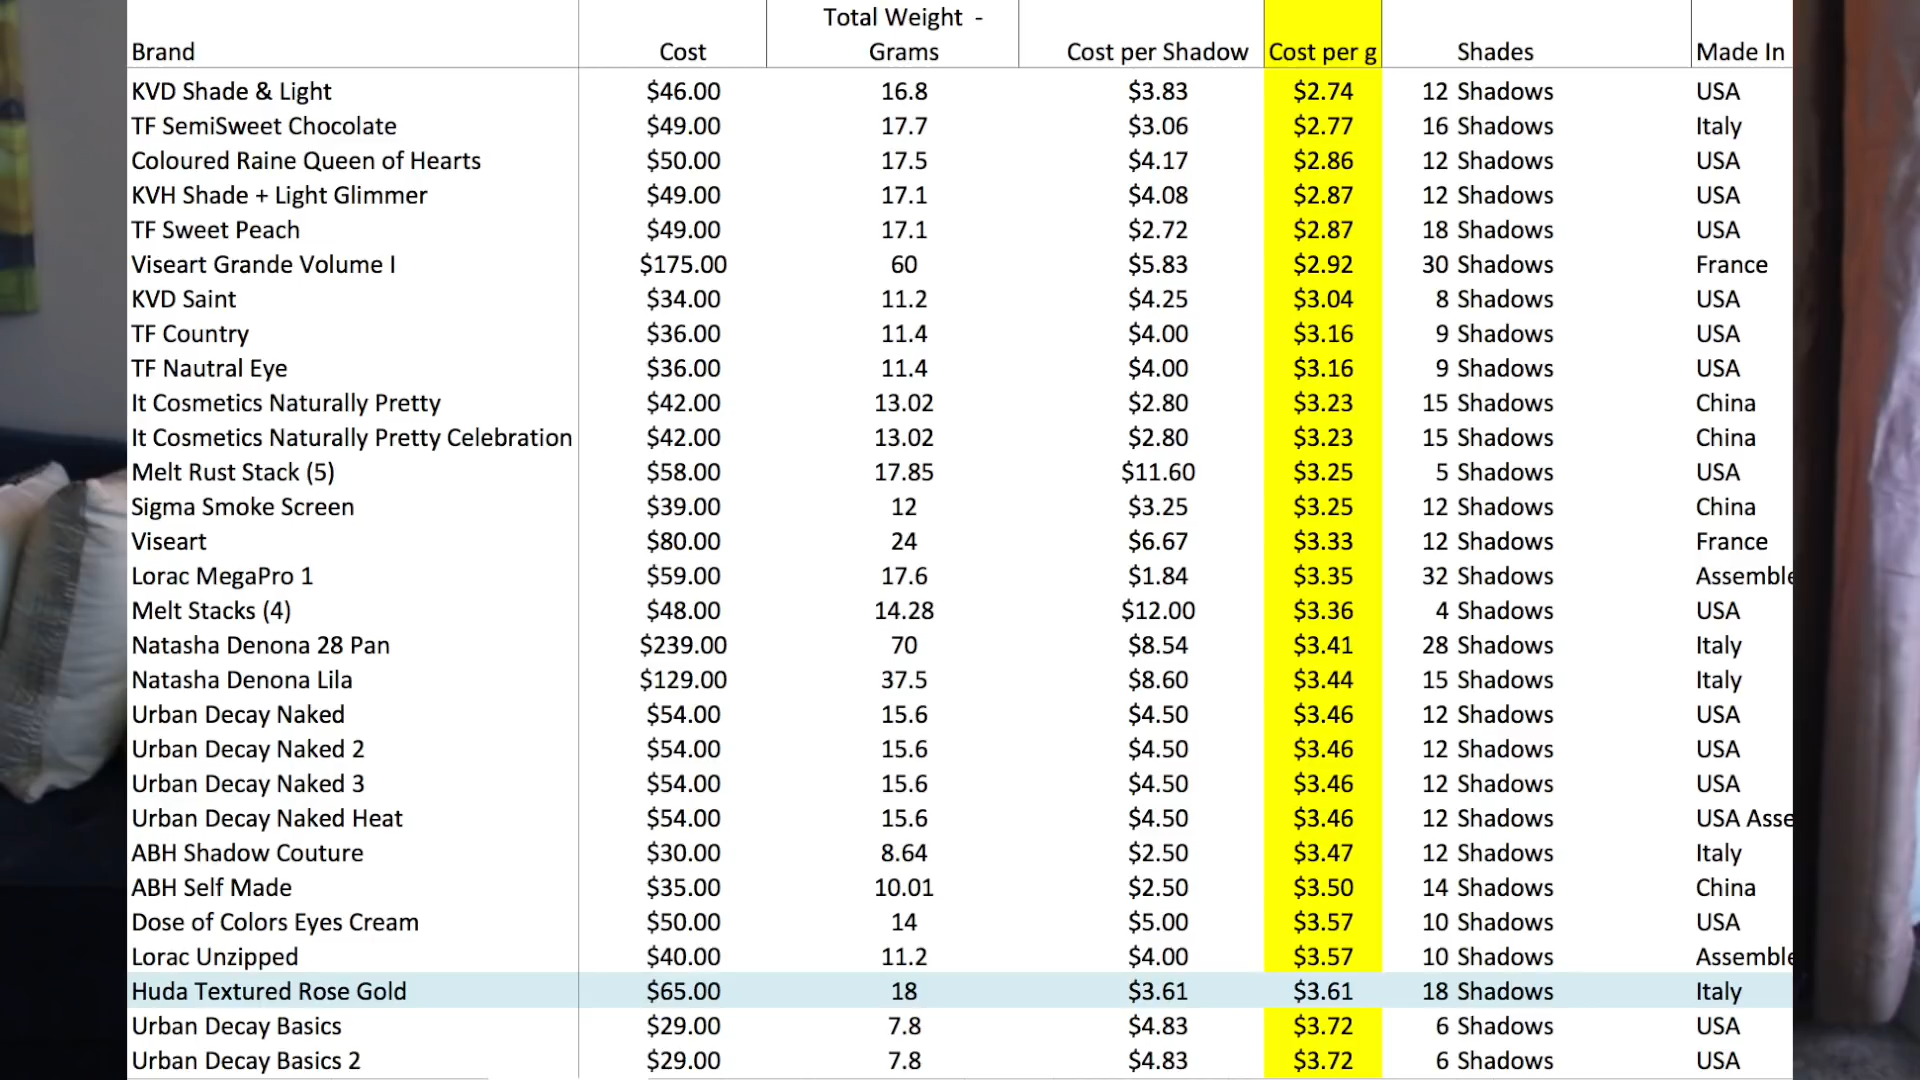 Total Weight -
Brand Cost Grams Cost per Shadow Cost per g Shades Made In
KVD Shade & Light $46.00 16.8 $3.83 $2.74 12 Shadows USA
TF SemiSweet Chocolate $49.00 17.7 $3.06 $2.77 16 Shadows Italy
Coloured Raine Queen of Hearts $50.00 17.5 $4.17 $2.86 12 Shadows USA
KVH Shade + Light Glimmer $49.00 17.1 $4.08 $2.87 12 Shadows USA
TF Sweet Peach $49.00 17.1 $2.72 $2.87 18 Shadows USA
Viseart Grande Volume I $175.00 60 $5.83 $2.92 30 Shadows France
KVD Saint $34.00 11.2 $4.25 $3.04 8 Shadows USA
TF Country $36.00 11.4 $4.00 $3.16 9 Shadows USA
TF Nautral Eye $36.00 11.4 $4.00 $3.16 9 Shadows USA
It Cosmetics Naturally Pretty $42.00 13.02 $2.80 $3.23 15 Shadows China
It Cosmetics Naturally Pretty Celebration $42.00 13.02 $2.80 $3.23 15 Shadows China
Melt Rust Stack (5) $58.00 17.85 $11.60 $3.25 5 Shadows USA
Sigma Smoke Screen $39.00 12 $3.25 $3.25 12 Shadows China
Viseart $80.00 24 $6.67 $3.33 12 Shadows France
Lorac MegaPro 1 $59.00 17.6 $1.84 $3.35 32 Shadows Assemble
Melt Stacks (4) $48.00 14.28 $12.00 $3.36 4 Shadows USA
Natasha Denona 28 Pan $239.00 70 $8.54 $3.41 28 Shadows Italy
Natasha Denona Lila $129.00 37.5 $8.60 $3.44 15 Shadows Italy
Urban Decay Naked $54.00 15.6 $4.50 $3.46 12 Shadows USA
Urban Decay Naked 2 $54.00 15.6 $4.50 $3.46 12 Shadows USA
Urban Decay Naked 3 $54.00 15.6 $4.50 $3.46 12 Shadows USA
Urban Decay Naked Heat $54.00 15.6 $4.50 $3.46 12 Shadows USA Asse
ABH Shadow Couture $30.00 8.64 $2.50 $3.47 12 Shadows Italy
ABH Self Made $35.00 10.01 $2.50 $3.50 14 Shadows China
Dose of Colors Eyes Cream $50.00 14 $5.00 $3.57 10 Shadows USA
Lorac Unzipped $40.00 11.2 $4.00 $3.57 10 Shadows Assemble
Huda Textured Rose Gold $65.00 18 $3.61 $3.61 18 Shadows Italy
Urban Decay Basics $29.00 7.8 $4.83 $3.72 6 Shadows USA
Urban Decay Basics 2 $29.00 7.8 $4.83 $3.72 6 Shadows USA